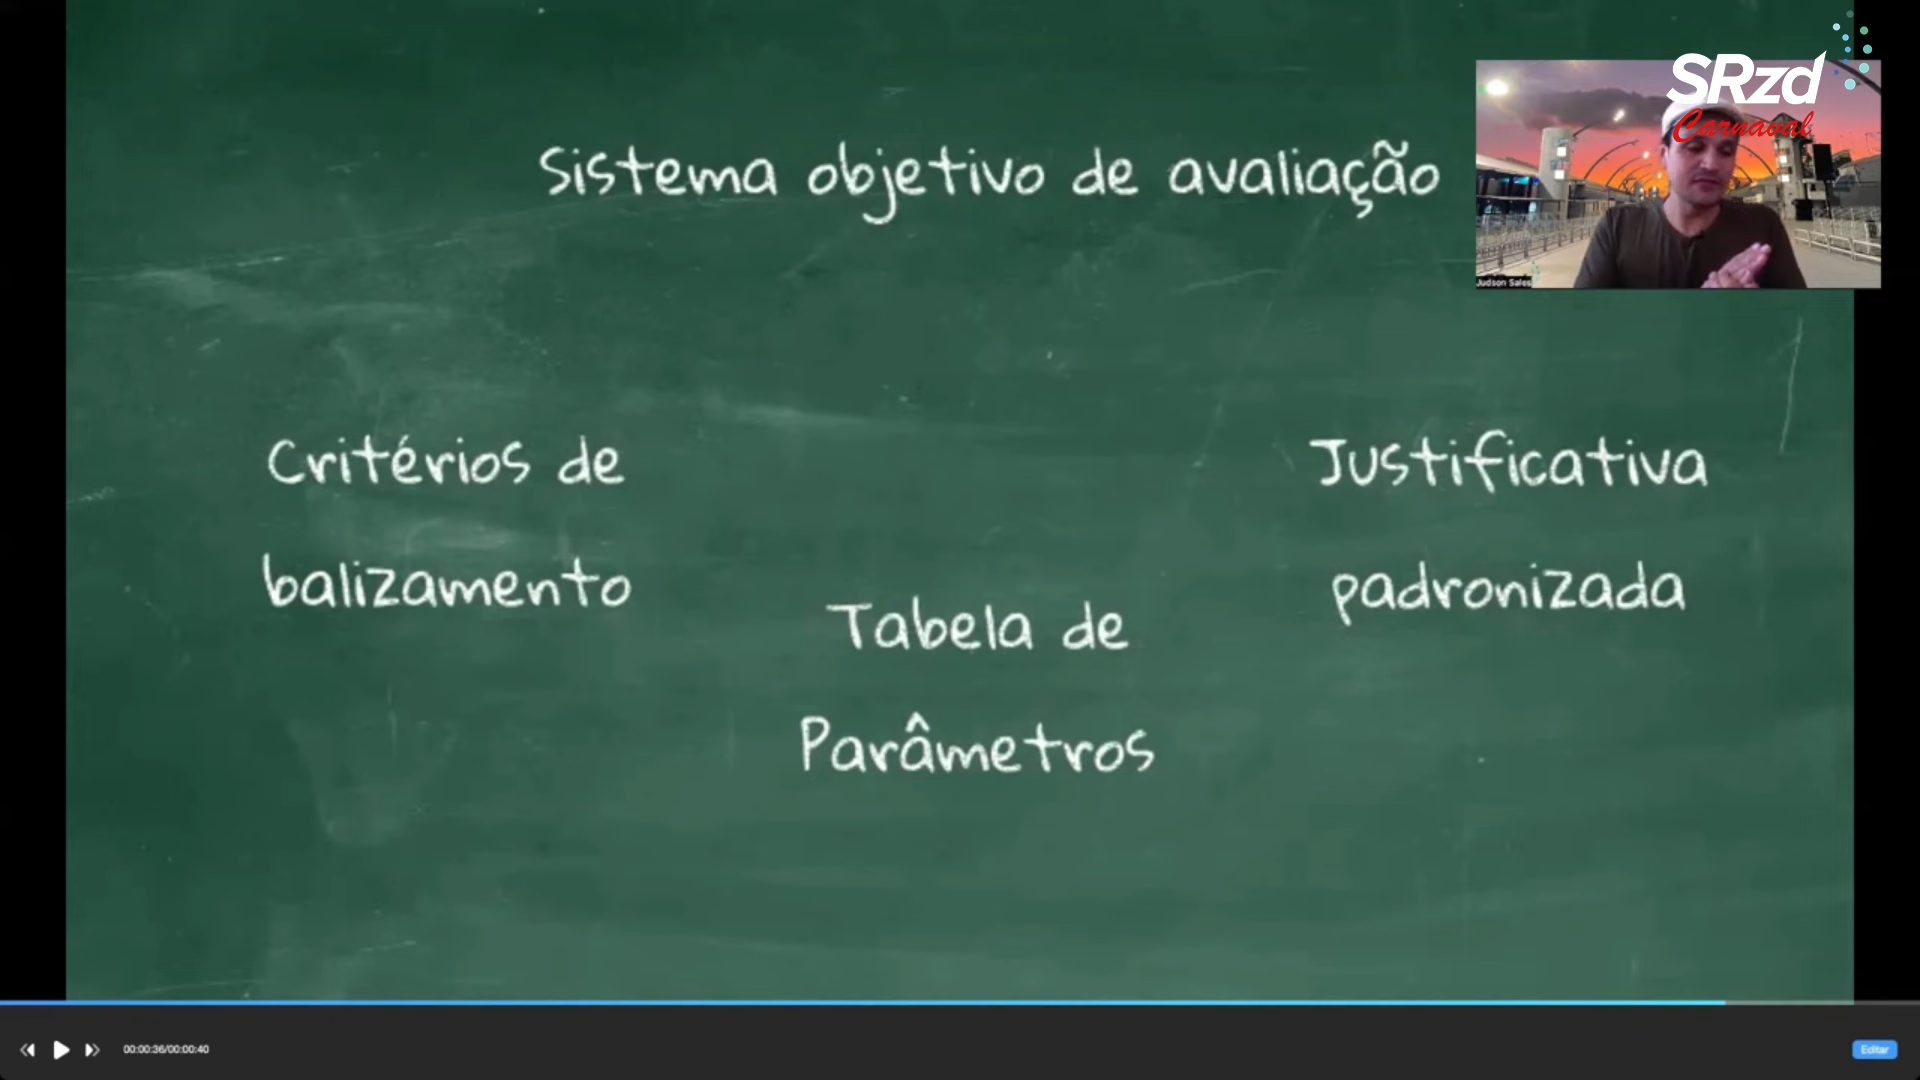 SRzd
Carnaval
Sistema objetivo de avaliação
Judson Sales
Critérios de
balizamento
Tabela de
Parâmetros
Justificativa
padronizada
00:00:36/00:00:40
Editar